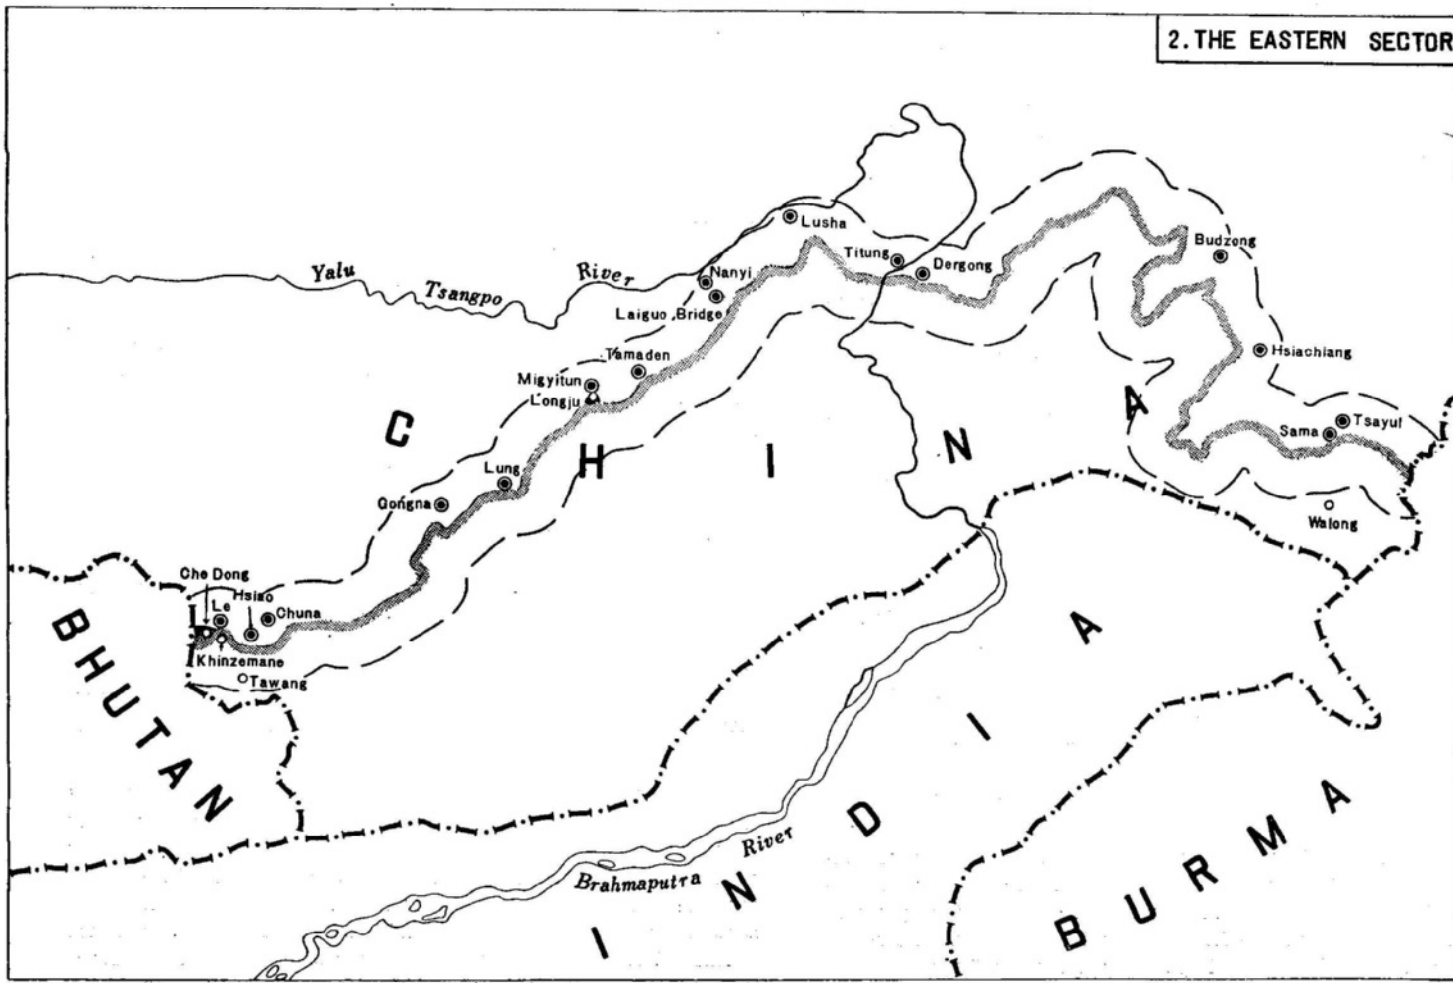 2. THE EASTERN SECTOR
Lusha
Budzong
Titung
Dergong
Yalu Tsangpo River
Nanyi
Laiguo Bridge
Hsiachiang
Tamaden
Migyitun
Longju
CHINA
Tsayul
Sama
Lung
Gongna
Walong
Che Dong
Hsiao
Le
Chuna
Khinzemane
Tawang
BHUTAN
INDIA
BURMA
Brahmaputra River